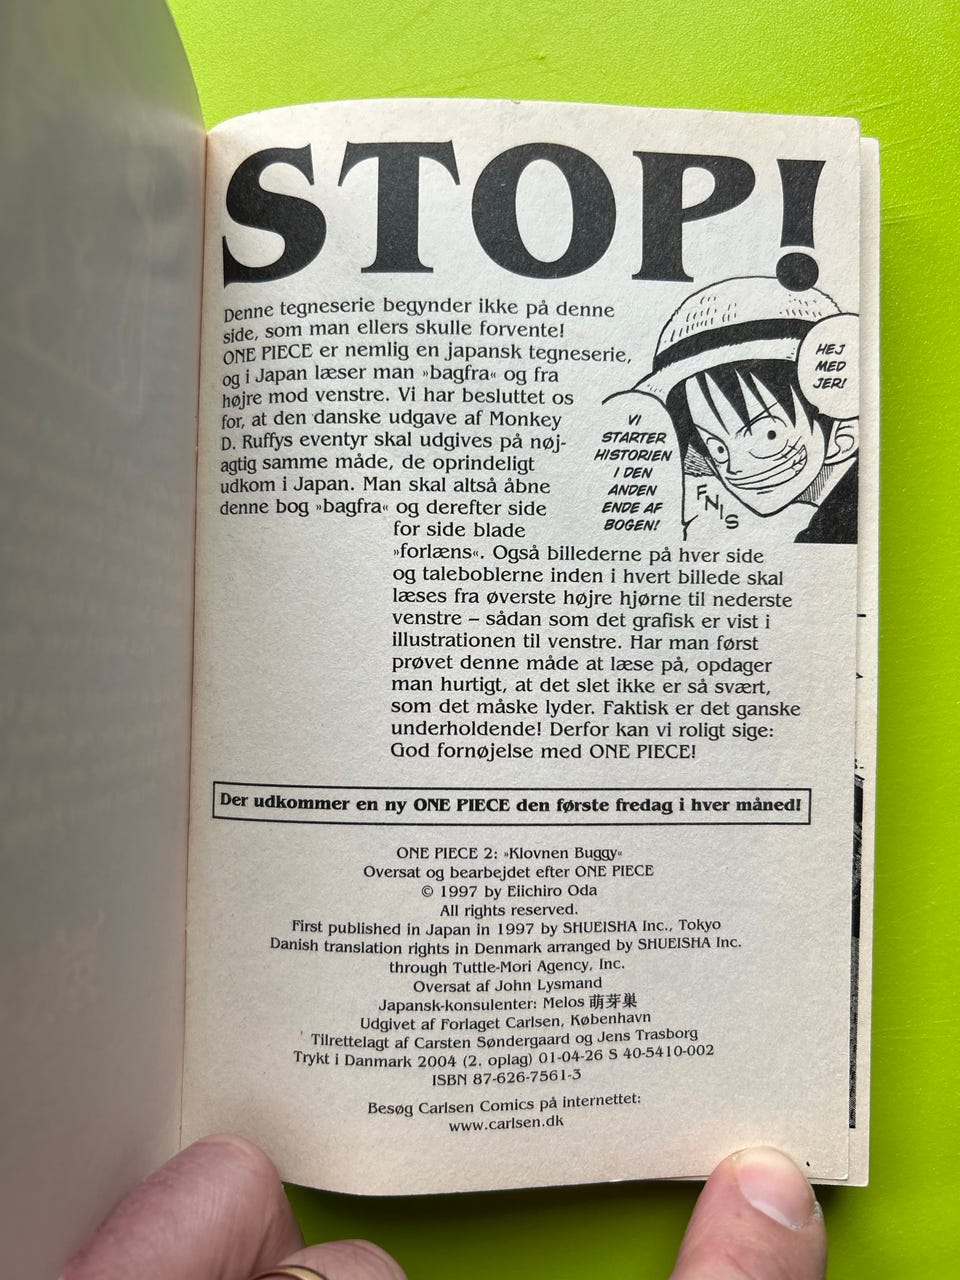 STOP!
Denne tegneserie begynder ikke på denne
side, som man ellers skulle forvente!
ONE PIECE er nemlig en japansk tegneserie,
og i Japan læser man »bagfra« og fra
højre mod venstre. Vi har besluttet os
for, at den danske udgave af Monkey
D. Ruffys eventyr skal udgives på nøj-
agtig samme måde, de oprindeligt
udkom i Japan. Man skal altså åbne
denne bog »bagfra« og derefter side
for side blade
»forlæns«. Også billederne på hver side
og taleboblerne inden i hvert billede skal
læses fra øverste højre hjørne til nederste
venstre – sådan som det grafisk er vist i
illustrationen til venstre. Har man først
prøvet denne måde at læse på, opdager
man hurtigt, at det slet ikke er så svært,
som det måske lyder. Faktisk er det ganske
underholdende! Derfor kan vi roligt sige:
God fornøjelse med ONE PIECE!
HEJ
MED
JER!
VI
STARTER
HISTORIEN
I DEN
ANDEN
ENDE AF
BOGEN!
FNIS
Der udkommer en ny ONE PIECE den første fredag i hver måned!
ONE PIECE 2: »Klovnen Buggy«
Oversat og bearbejdet efter ONE PIECE
© 1997 by Eiichiro Oda
All rights reserved.
First published in Japan in 1997 by SHUEISHA Inc., Tokyo
Danish translation rights in Denmark arranged by SHUEISHA Inc.
through Tuttle-Mori Agency, Inc.
Oversat af John Lysmand
Japansk-konsulenter: Melos 萌芽巣
Udgivet af Forlaget Carlsen, København
Tilrettelagt af Carsten Søndergaard og Jens Trasborg
Trykt i Danmark 2004 (2. oplag) 01-04-26 S 40-5410-002
ISBN 87-626-7561-3
Besøg Carlsen Comics på internettet:
www.carlsen.dk